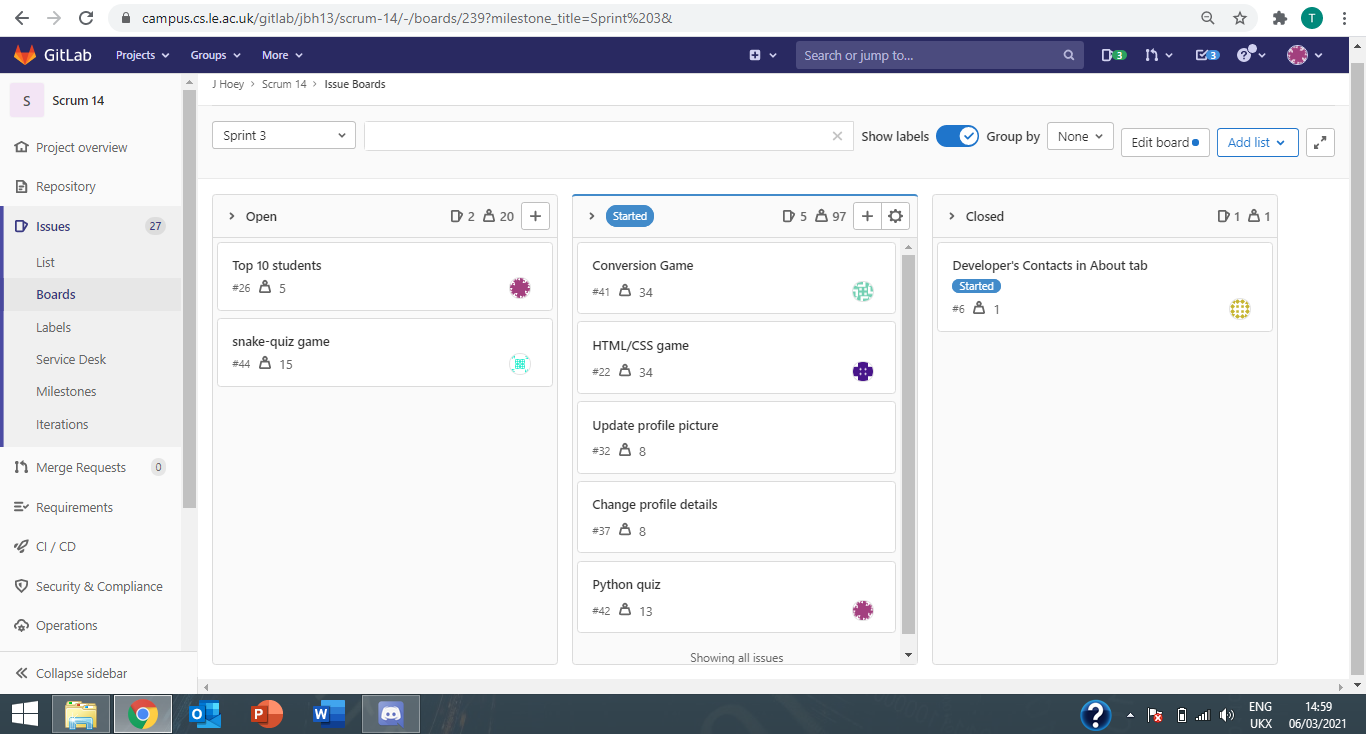 campus.cs.le.ac.uk/gitlab/jbh13/scrum-14/-/boards/239?milestone_title=Sprint%203& T
GitLab Projects Groups More Search or jump to... 3 3 ?
S Scrum 14
J Hoey > Scrum 14 > Issue Boards
Project overview
Repository
Issues 27
List
Boards
Labels
Service Desk
Milestones
Iterations
Merge Requests 0
Requirements
CI / CD
Security & Compliance
Operations
Collapse sidebar
Sprint 3 Show labels Group by None Edit board Add list
Open 2 20
Top 10 students
#26 5
snake-quiz game
#44 15
Started 5 97
Conversion Game
#41 34
HTML/CSS game
#22 34
Update profile picture
#32 8
Change profile details
#37 8
Python quiz
#42 13
Showing all issues
Closed 1 1
Developer's Contacts in About tab
Started
#6 1
ENG 14:59
UKX 06/03/2021